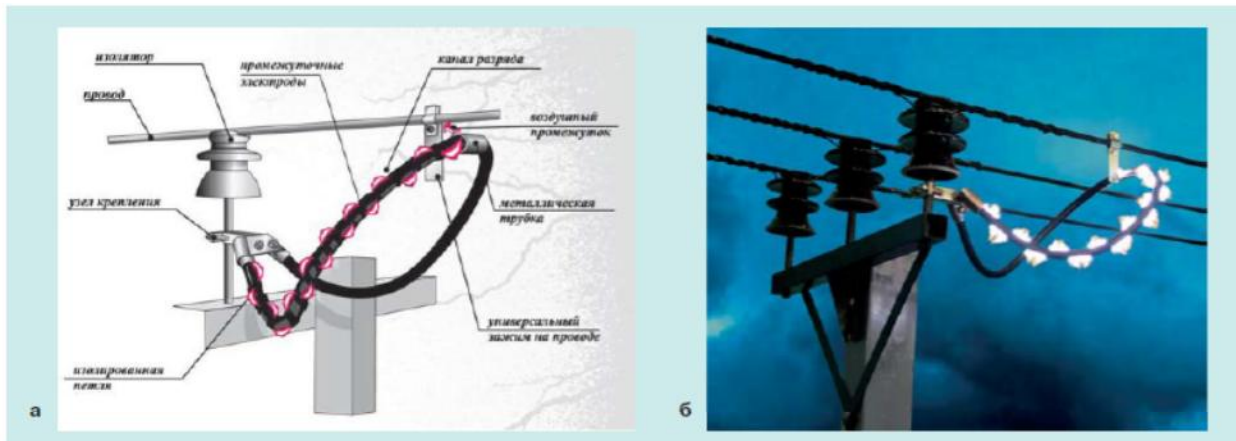 изолятор
провод
промежуточные
электроды
канал разряда
воздушный
промежуток
узел крепления
металлическая
трубка
универсальный
зажим на проводе
изолированная
петля
а
б